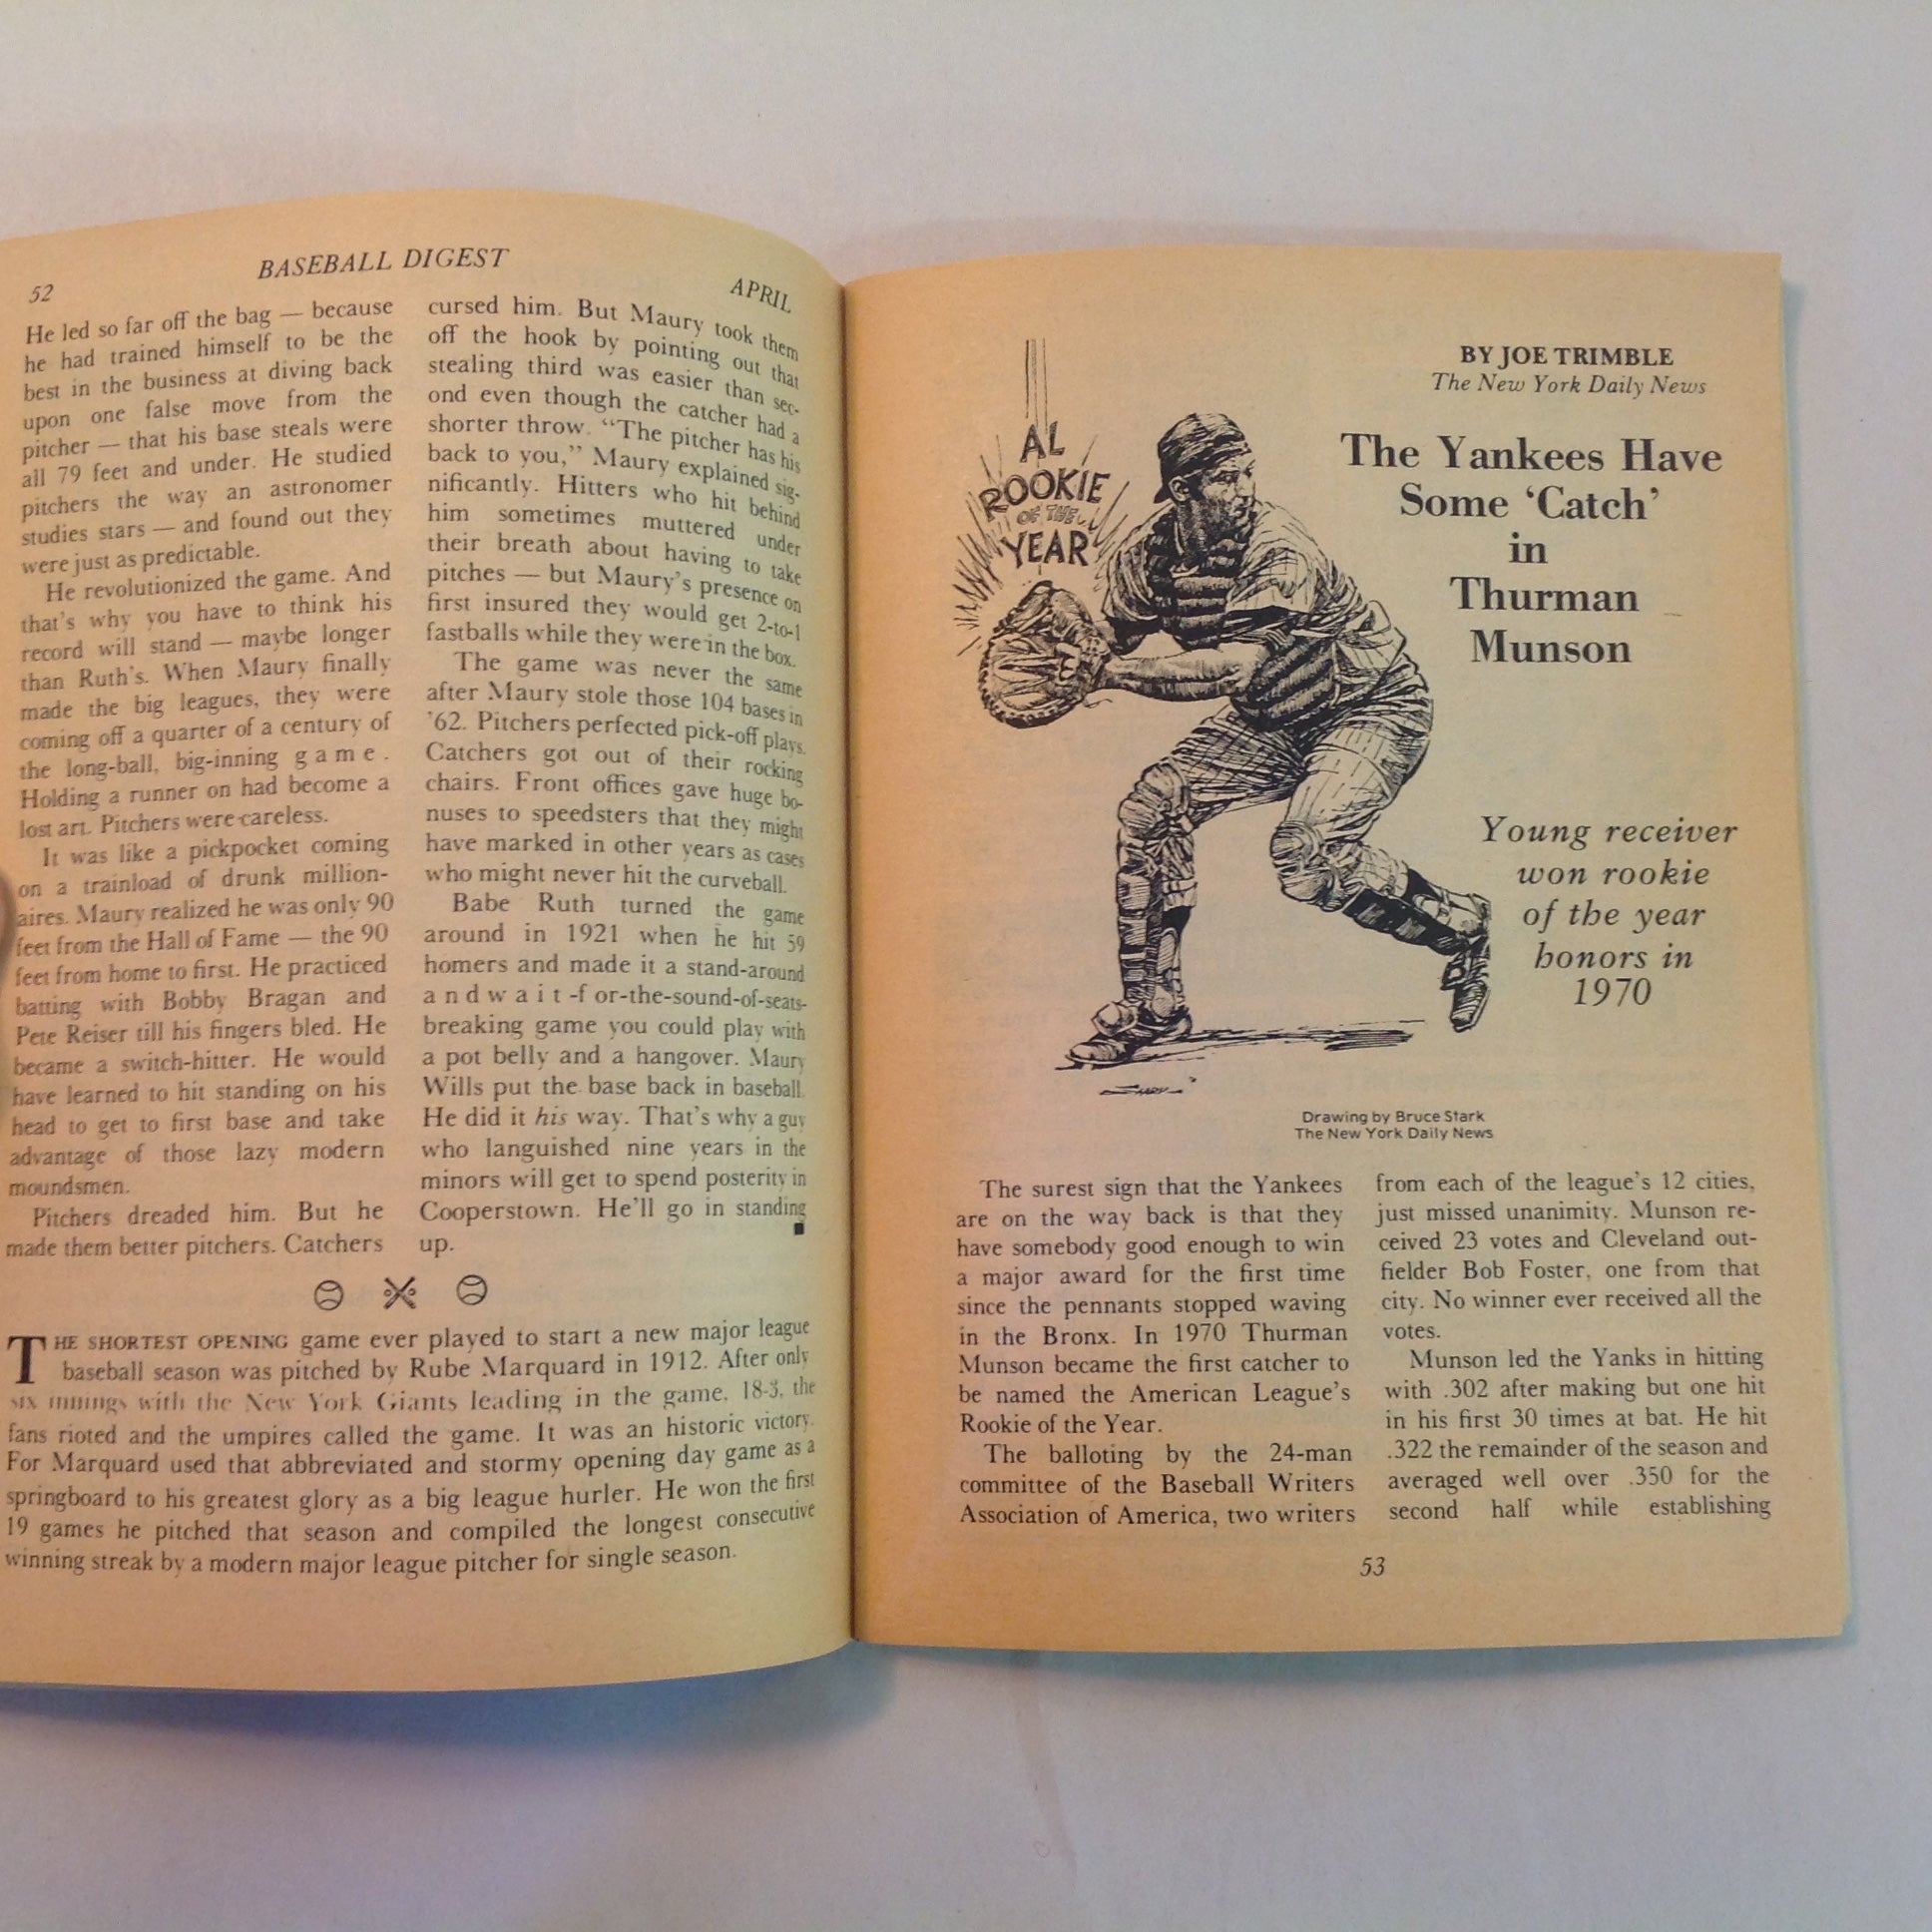 52
BASEBALL DIGEST
APRIL
He led so far off the bag — because
he had trained himself to be the
best in the business at diving back
upon one false move from the
pitcher — that his base steals were
all 79 feet and under. He studied
pitchers the way an astronomer
studies stars — and found out they
were just as predictable.
He revolutionized the game. And
that's why you have to think his
record will stand — maybe longer
than Ruth's. When Maury finally
made the big leagues, they were
coming off a quarter of a century of
the long-ball, big-inning game.
Holding a runner on had become a
lost art. Pitchers were careless.
It was like a pickpocket coming
on a trainload of drunk million-
aires. Maury realized he was only 90
feet from the Hall of Fame — the 90
feet from home to first. He practiced
batting with Bobby Bragan and
Pete Reiser till his fingers bled. He
became a switch-hitter. He would
have learned to hit standing on his
head to get to first base and take
advantage of those lazy modern
moundsmen.
Pitchers dreaded him. But he
made them better pitchers. Catchers
cursed him. But Maury took them
off the hook by pointing out that
stealing third was easier than sec-
ond even though the catcher had a
shorter throw. “The pitcher has his
back to you,” Maury explained sig-
nificantly. Hitters who hit behind
him sometimes muttered under
their breath about having to take
pitches — but Maury's presence on
first insured they would get 2-to-1
fastballs while they were in the box.
The game was never the same
after Maury stole those 104 bases in
'62. Pitchers perfected pick-off plays.
Catchers got out of their rocking
chairs. Front offices gave huge bo-
nuses to speedsters that they might
have marked in other years as cases
who might never hit the curveball.
Babe Ruth turned the game
around in 1921 when he hit 59
homers and made it a stand-around
andwait-for-the-sound-of-seats-
breaking game you could play with
a pot belly and a hangover. Maury
Wills put the base back in baseball.
He did it his way. That's why a guy
who languished nine years in the
minors will get to spend posterity in
Cooperstown. He'll go in standing
up.
THE SHORTEST OPENING game ever played to start a new major league
baseball season was pitched by Rube Marquard in 1912. After only
six innings with the New York Giants leading in the game, 18-3, the
fans rioted and the umpires called the game. It was an historic victory.
For Marquard used that abbreviated and stormy opening day game as a
springboard to his greatest glory as a big league hurler. He won the first
19 games he pitched that season and compiled the longest consecutive
winning streak by a modern major league pitcher for single season.
BY JOE TRIMBLE
The New York Daily News
The Yankees Have
Some ‘Catch’
in
Thurman
Munson
AL
ROOKIE
OF THE
YEAR
Young receiver
won rookie
of the year
honors in
1970
Drawing by Bruce Stark
The New York Daily News
The surest sign that the Yankees
are on the way back is that they
have somebody good enough to win
a major award for the first time
since the pennants stopped waving
in the Bronx. In 1970 Thurman
Munson became the first catcher to
be named the American League's
Rookie of the Year.
The balloting by the 24-man
committee of the Baseball Writers
Association of America, two writers
from each of the league's 12 cities,
just missed unanimity. Munson re-
ceived 23 votes and Cleveland out-
fielder Bob Foster, one from that
city. No winner ever received all the
votes.
Munson led the Yanks in hitting
with .302 after making but one hit
in his first 30 times at bat. He hit
.322 the remainder of the season and
averaged well over .350 for the
second half while establishing
53